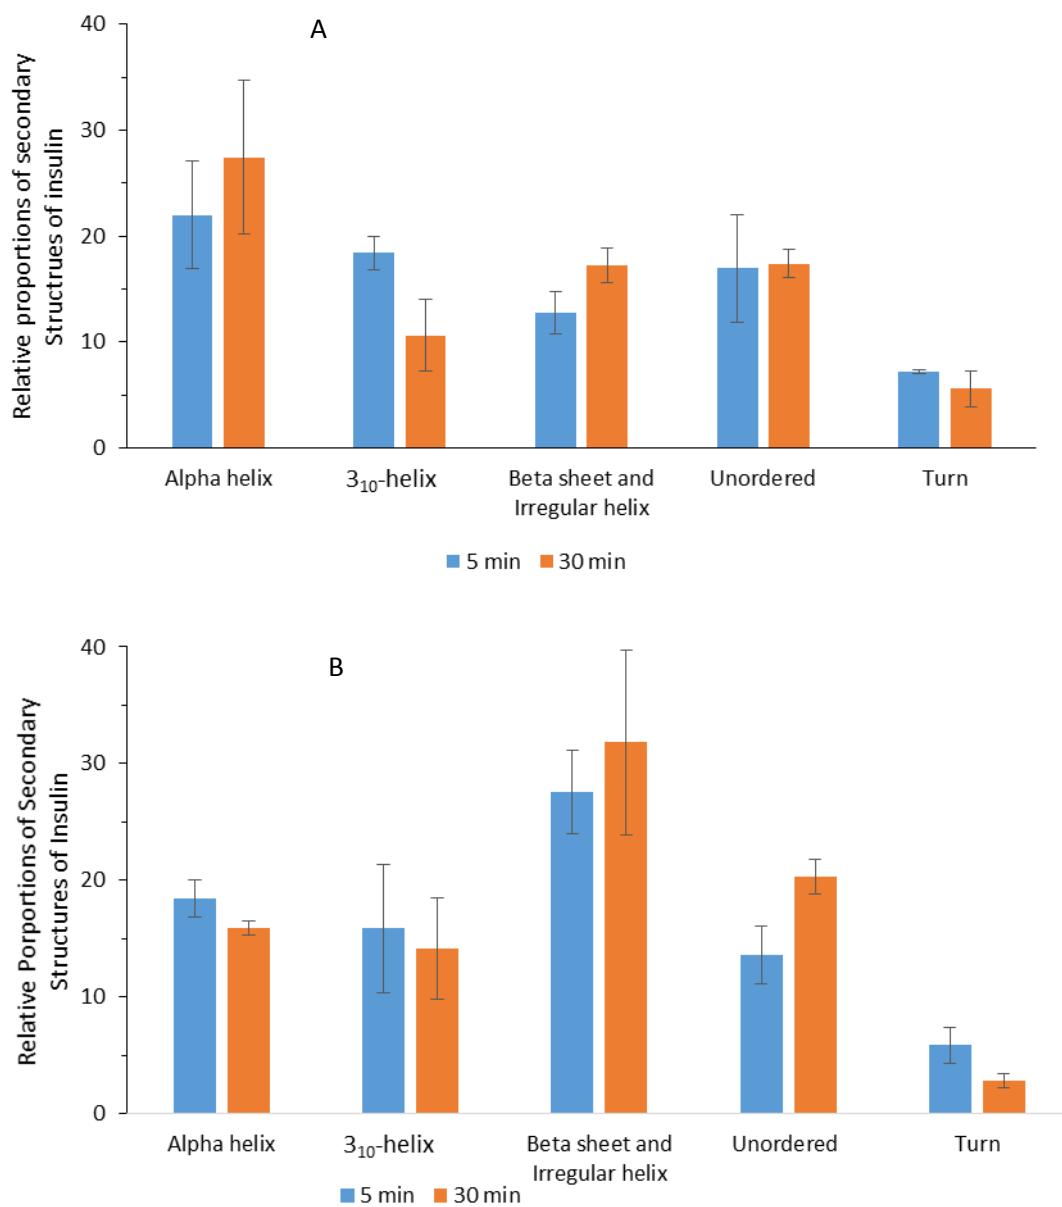 A
Relative proportions of secondary
Structrues of insulin
40
30
20
10
0
Alpha helix
3₁₀-helix
Beta sheet and
Irregular helix
Unordered
Turn
5 min
30 min
B
Relative Porportions of Secondary
Structures of Insulin
40
30
20
10
0
Alpha helix
3₁₀-helix
Beta sheet and
Irregular helix
Unordered
Turn
5 min
30 min